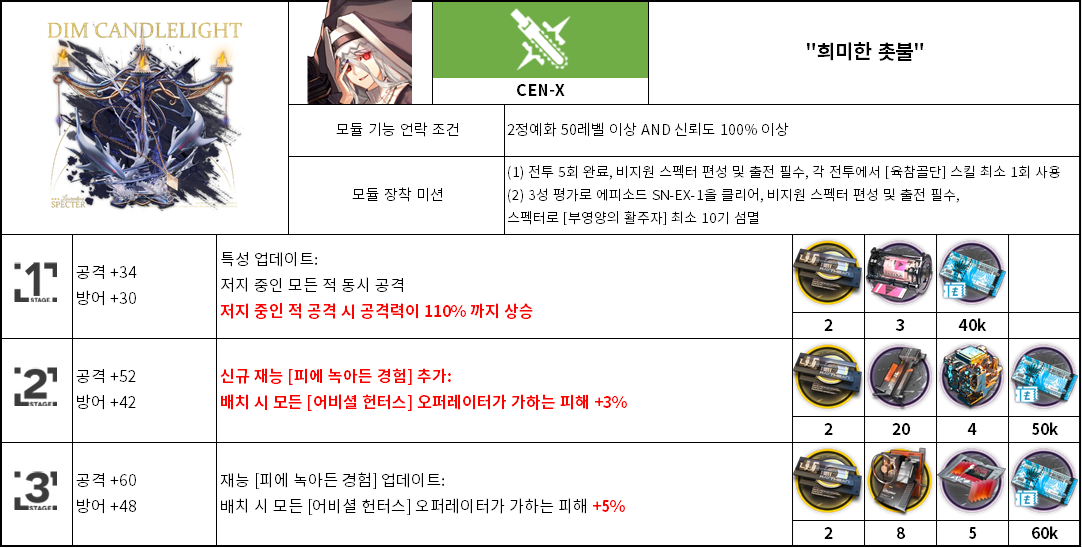 DIM CANDLELIGHT
SPECTER
CEN-X
"희미한 촛불"
모듈 기능 언락 조건
2정예화 50레벨 이상 AND 신뢰도 100% 이상
모듈 장착 미션
(1) 전투 5회 완료, 비지원 스펙터 편성 및 출전 필수, 각 전투에서 [육참골단] 스킬 최소 1회 사용
(2) 3성 평가로 에피소드 SN-EX-1을 클리어, 비지원 스펙터 편성 및 출전 필수,
스펙터로 [부영양의 활주자] 최소 10기 섬멸
1
STAGE.
공격 +34
방어 +30
특성 업데이트:
저지 중인 모든 적 동시 공격
저지 중인 적 공격 시 공격력이 110% 까지 상승
2 3 40k
2
STAGE.
공격 +52
방어 +42
신규 재능 [피에 녹아든 경험] 추가:
배치 시 모든 [어비셜 헌터스] 오퍼레이터가 가하는 피해 +3%
2 20 4 50k
3
STAGE.
공격 +60
방어 +48
재능 [피에 녹아든 경험] 업데이트:
배치 시 모든 [어비셜 헌터스] 오퍼레이터가 가하는 피해 +5%
2 8 5 60k